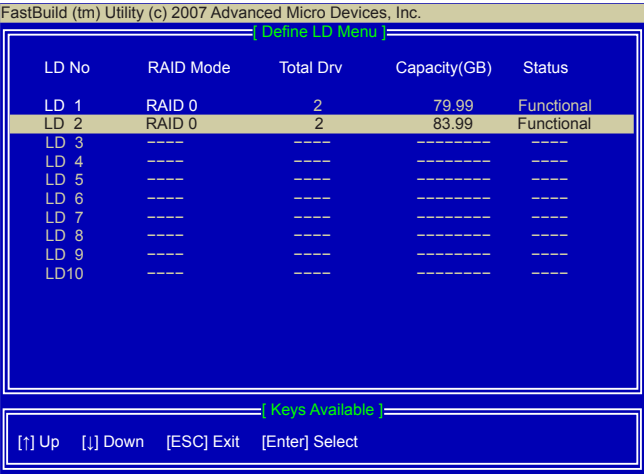 FastBuild (tm) Utility (c) 2007 Advanced Micro Devices, Inc.
[ Define LD Menu ]
LD No RAID Mode Total Drv Capacity(GB) Status
LD 1 RAID 0 2 79.99 Functional
LD 2 RAID 0 2 83.99 Functional
LD 3 ---- ---- -------- ----
LD 4 ---- ---- -------- ----
LD 5 ---- ---- -------- ----
LD 6 ---- ---- -------- ----
LD 7 ---- ---- -------- ----
LD 8 ---- ---- -------- ----
LD 9 ---- ---- -------- ----
LD10 ---- ---- -------- ----
[ Keys Available ]
[↑] Up [↓] Down [ESC] Exit [Enter] Select